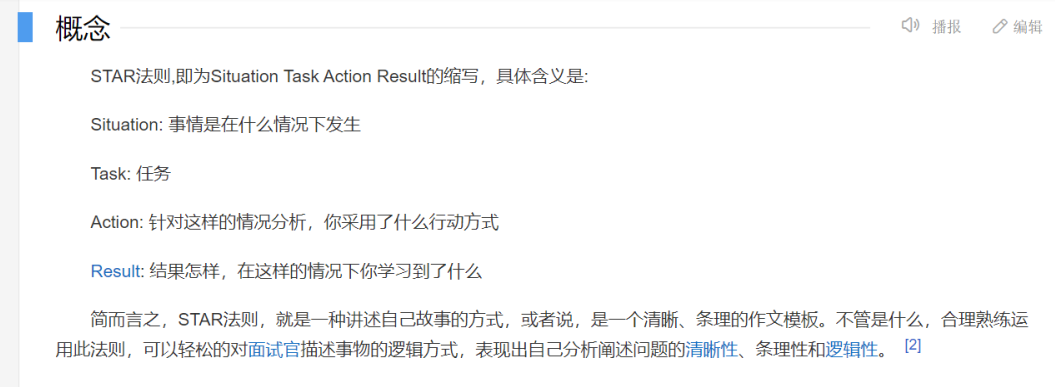 概念
播报 编辑
STAR法则,即为Situation Task Action Result的缩写，具体含义是:
Situation: 事情是在什么情况下发生
Task: 任务
Action: 针对这样的情况分析，你采用了什么行动方式
Result: 结果怎样，在这样的情况下你学习到了什么
简而言之，STAR法则，就是一种讲述自己故事的方式，或者说，是一个清晰、条理的作文模板。不管是什么，合理熟练运
用此法则，可以轻松的对面试官描述事物的逻辑方式，表现出自己分析阐述问题的清晰性、条理性和逻辑性。 [2]